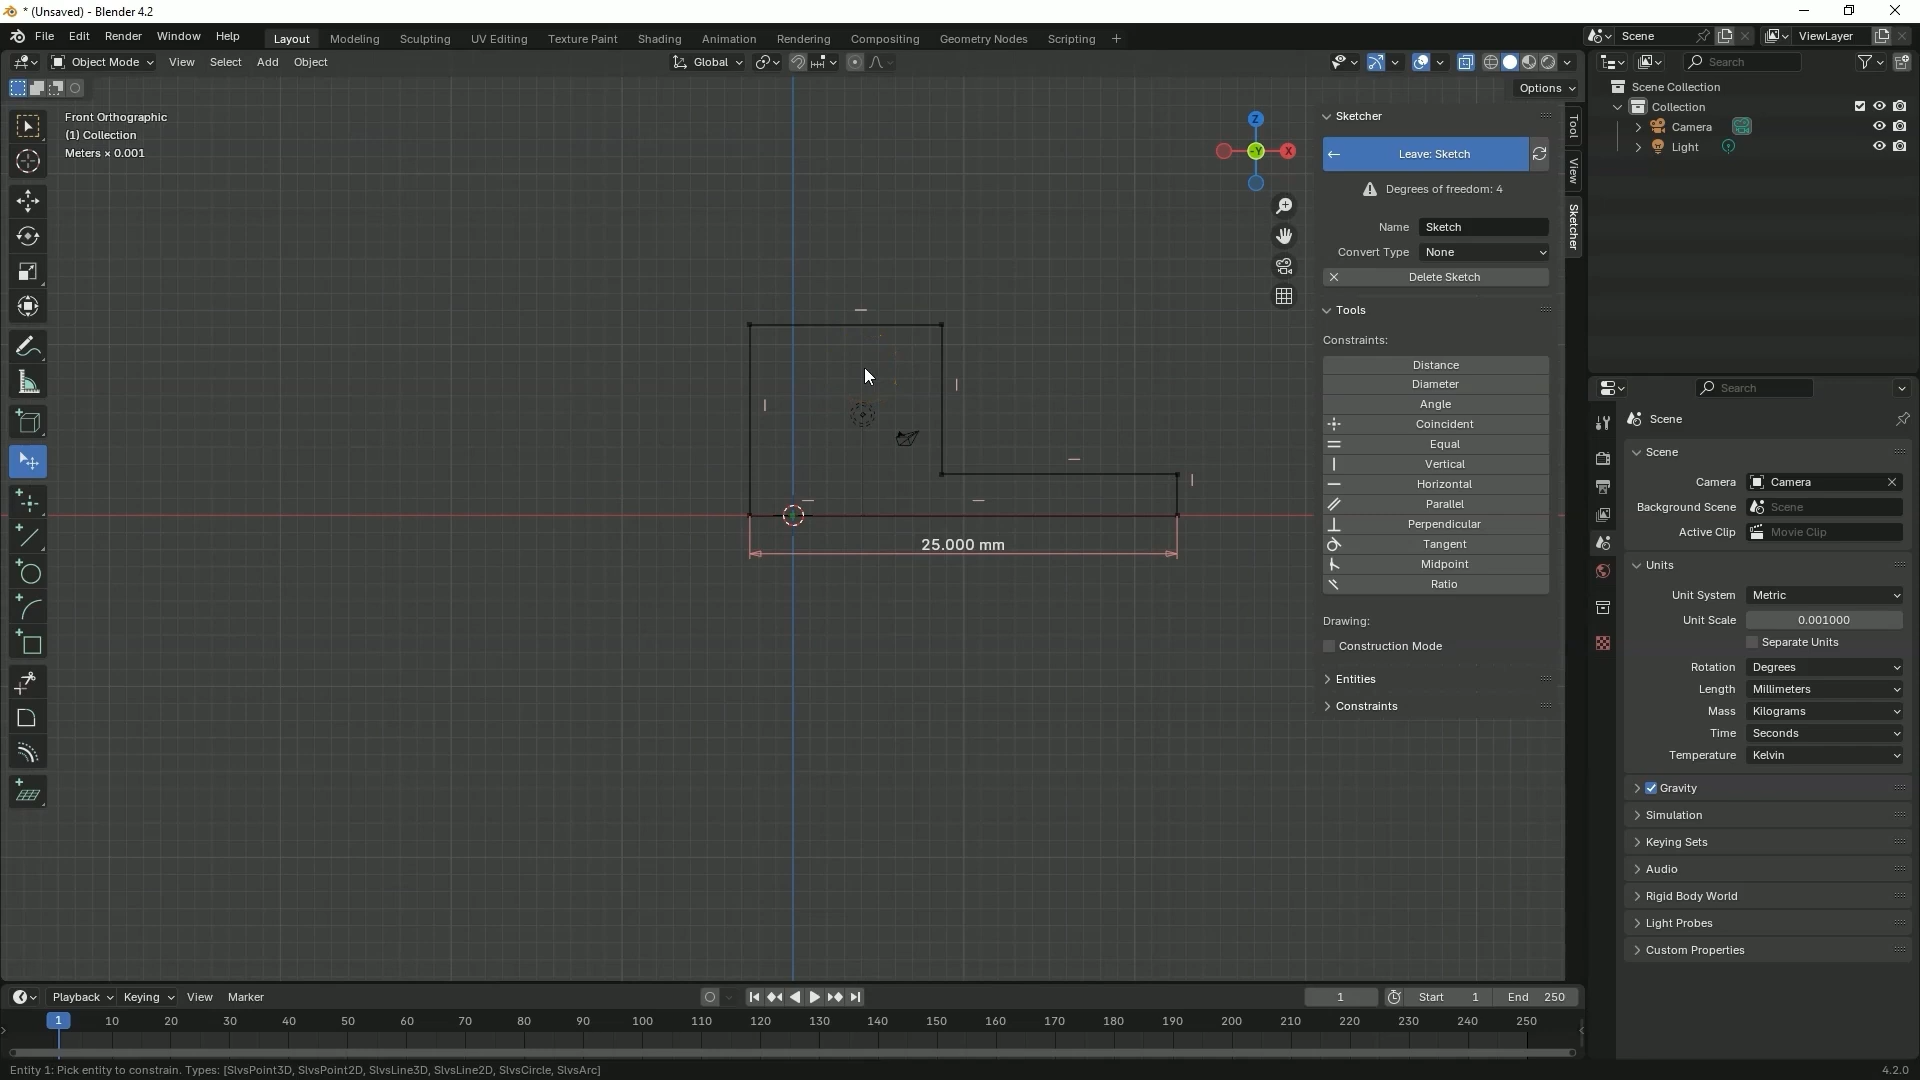 * (Unsaved) - Blender 4.2
File Edit Render Window Help
Layout Modeling Sculpting UV Editing Texture Paint Shading Animation Rendering Compositing Geometry Nodes Scripting +
Scene
ViewLayer
Object Mode View Select Add Object
Global
Options
Front Orthographic
(1) Collection
Meters × 0.001
Z
-Y
X
25.000 mm
Sketcher
Leave: Sketch
Degrees of freedom: 4
Name Sketch
Convert Type None
Delete Sketch
Tools
Constraints:
Distance
Diameter
Angle
Coincident
Equal
Vertical
Horizontal
Parallel
Perpendicular
Tangent
Midpoint
Ratio
Drawing:
Construction Mode
Entities
Constraints
Tool
View
Sketcher
Search
Scene Collection
Collection
Camera
Light
Search
Scene
Scene
Camera Camera
Background Scene Scene
Active Clip Movie Clip
Units
Unit System Metric
Unit Scale 0.001000
Separate Units
Rotation Degrees
Length Millimeters
Mass Kilograms
Time Seconds
Temperature Kelvin
Gravity
Simulation
Keying Sets
Audio
Rigid Body World
Light Probes
Custom Properties
Playback Keying View Marker
1 Start 1 End 250
1 10 20 30 40 50 60 70 80 90 100 110 120 130 140 150 160 170 180 190 200 210 220 230 240 250
Entity 1: Pick entity to constrain. Types: [SlvsPoint3D, SlvsPoint2D, SlvsLine3D, SlvsLine2D, SlvsCircle, SlvsArc]
4.2.0